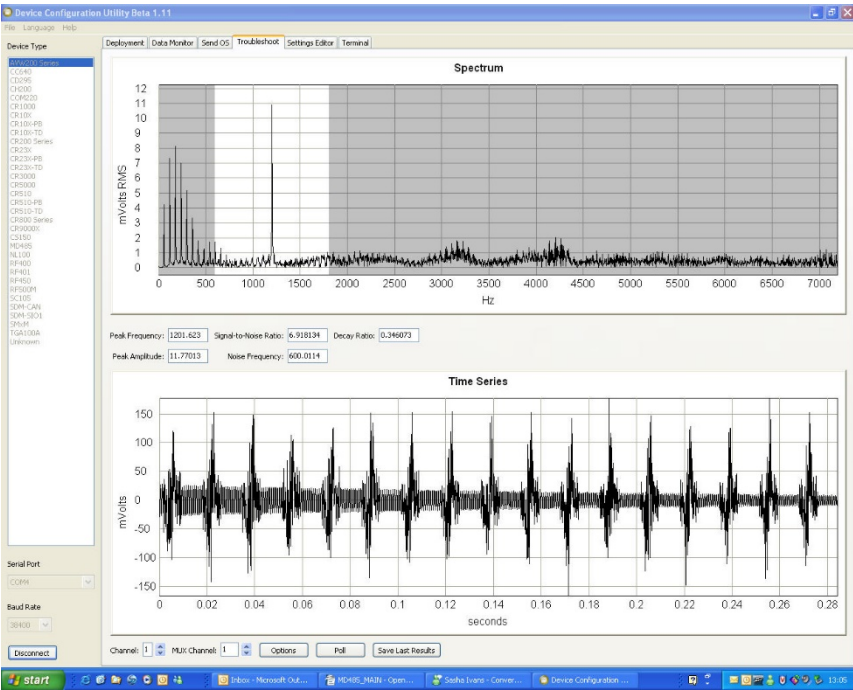 Device Configuration Utility Beta 1.11
File Language Help
Device Type
Deployment Data Monitor Send OS Troubleshoot Settings Editor Terminal
AVW200 Series
CC640
CD295
CH200
COM220
CR1000
CR10X
CR10X-PB
CR10X-TD
CR200 Series
CR23X
CR23X-PB
CR23X-TD
CR3000
CR5000
CR510
CR510-PB
CR510-TD
CR800 Series
CR9000X
CS150
MD485
NL100
RF400
RF401
RF450
RF500M
SC105
SDM-CAN
SDM-SIO1
SMxM
TGA100A
Unknown
Spectrum
12
11
10
9
8
7
6
5
4
3
2
1
0
mVolts RMS
0 500 1000 1500 2000 2500 3000 3500 4000 4500 5000 5500 6000 6500 7000
Hz
Peak Frequency: 1201.623 Signal-to-Noise Ratio: 6.918134 Decay Ratio: 0.346073
Peak Amplitude: 11.77013 Noise Frequency: 600.0114
Time Series
150
100
50
0
-50
-100
-150
mVolts
0 0.02 0.04 0.06 0.08 0.1 0.12 0.14 0.16 0.18 0.2 0.22 0.24 0.26 0.28
seconds
Serial Port
COM4
Baud Rate
38400
Disconnect
Channel: 1 MUX Channel: 1 Options Poll Save Last Results
start Inbox - Microsoft Out... MD485_MAIN - Open... Sasha Ivans - Conver... Device Configuration ... 13:05